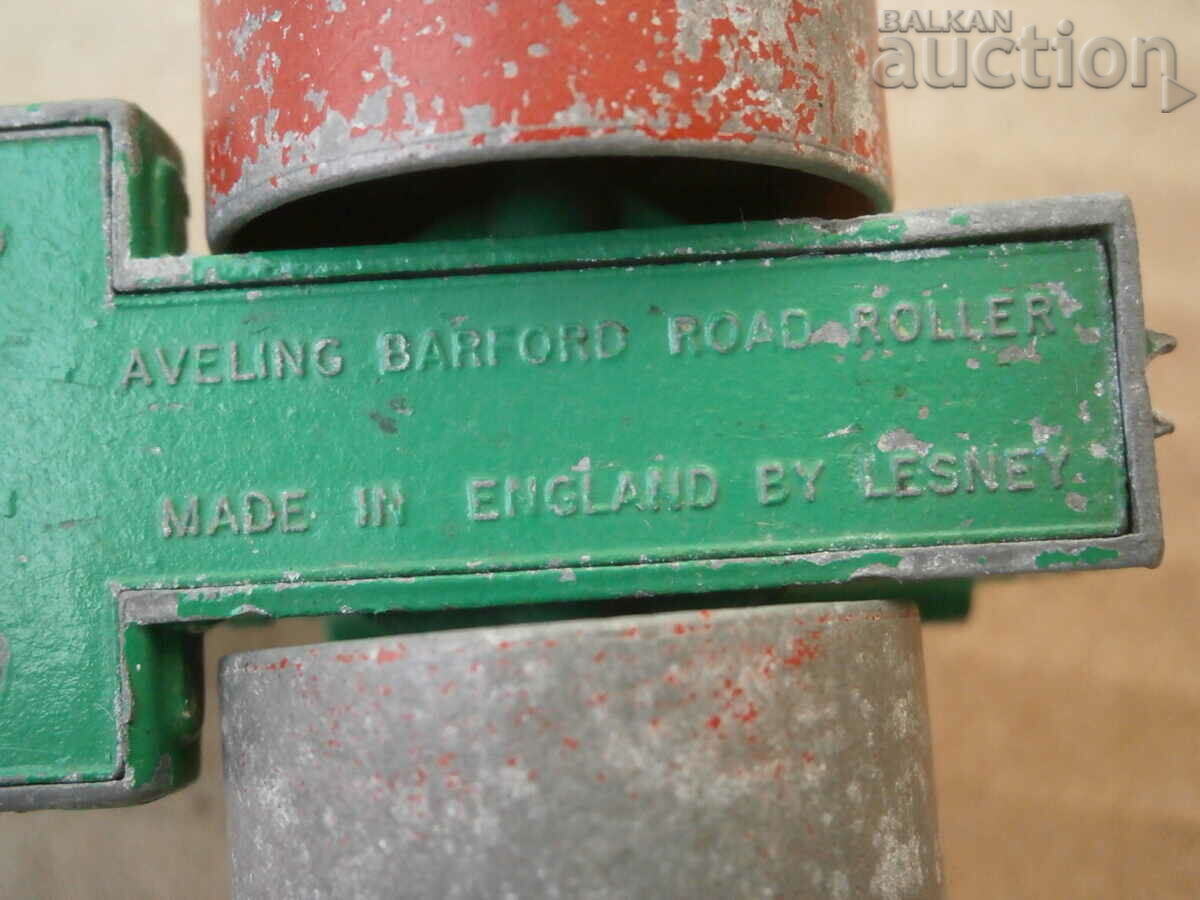 BALKAN
auction
AVELING BARFORD ROAD ROLLER
MADE IN ENGLAND BY LESNEY